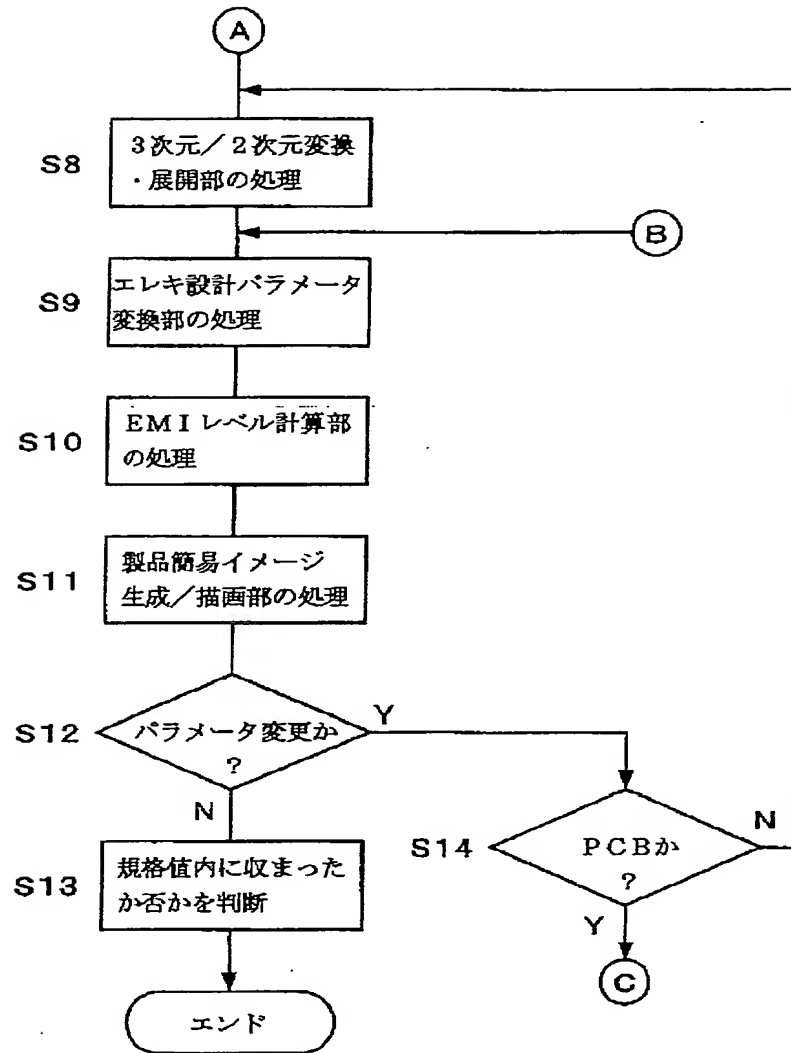 A
S8
3次元／2次元変換
・展開部の処理
B
S9
エレキ設計パラメータ
変換部の処理
S10
EMIレベル計算部
の処理
S11
製品簡易イメージ
生成／描画部の処理
S12
パラメータ変更か
?
Y
N
S14
PCBか
?
N
Y
S13
規格値内に収まった
か否かを判断
C
エンド